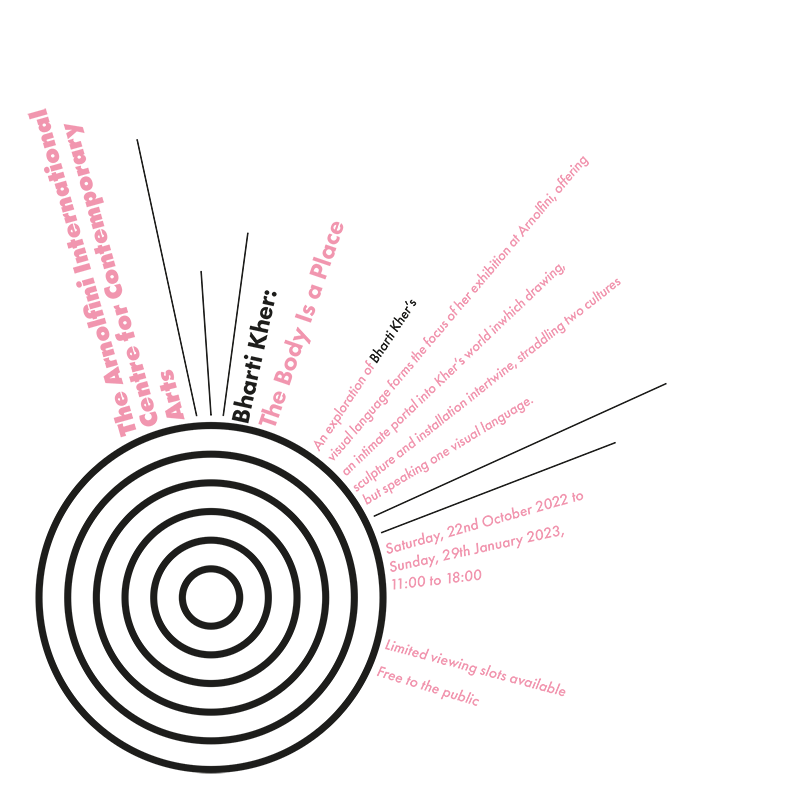 The Arnolfini International
Centre for Contemporary
Arts
Bharti Kher:
The Body Is a Place
An exploration of Bharti Kher's
visual language forms the focus of her exhibition at Arnolfini, offering
an intimate portal into Kher's world inwhich drawing,
sculpture and installation intertwine, straddling two cultures
but speaking one visual language.
Saturday, 22nd October 2022 to
Sunday, 29th January 2023,
11:00 to 18:00
Limited viewing slots available
Free to the public